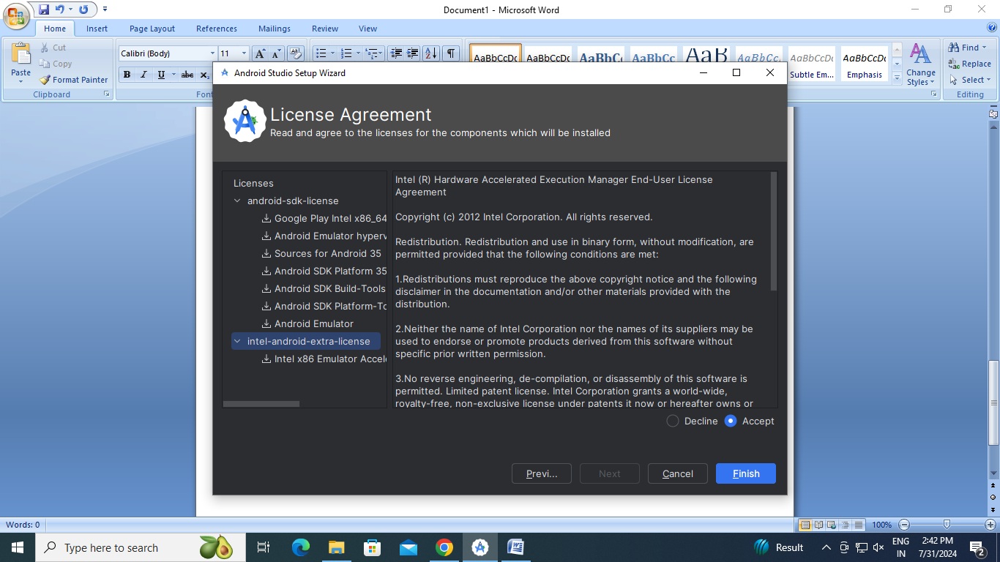 Document1 - Microsoft Word
Home Insert Page Layout References Mailings Review View
Paste
Cut
Copy
Format Painter
Clipboard
Calibri (Body) 11
B I U abc x₂
Font
AaBbCcDc AaBbCcDc AaBbC AaBbCc AaB AaBbCc. AaBbCcDc AaBbCcDc
Subtle Em... Emphasis
Change
Styles
Find
Replace
Select
Editing
Android Studio Setup Wizard
License Agreement
Read and agree to the licenses for the components which will be installed
Licenses
android-sdk-license
Google Play Intel x86_64
Android Emulator hyperv
Sources for Android 35
Android SDK Platform 35
Android SDK Build-Tools
Android SDK Platform-To
Android Emulator
intel-android-extra-license
Intel x86 Emulator Accele
Intel (R) Hardware Accelerated Execution Manager End-User License
Agreement
Copyright (c) 2012 Intel Corporation. All rights reserved.
Redistribution. Redistribution and use in binary form, without modification, are
permitted provided that the following conditions are met:
1.Redistributions must reproduce the above copyright notice and the following
disclaimer in the documentation and/or other materials provided with the
distribution.
2.Neither the name of Intel Corporation nor the names of its suppliers may be
used to endorse or promote products derived from this software without
specific prior written permission.
3.No reverse engineering, de-compilation, or disassembly of this software is
permitted. Limited patent license. Intel Corporation grants a world-wide,
royalty-free, non-exclusive license under patents it now or hereafter owns or
Decline Accept
Previ... Next Cancel Finish
Words: 0
100%
Type here to search
Result
ENG
IN
2:42 PM
7/31/2024
2